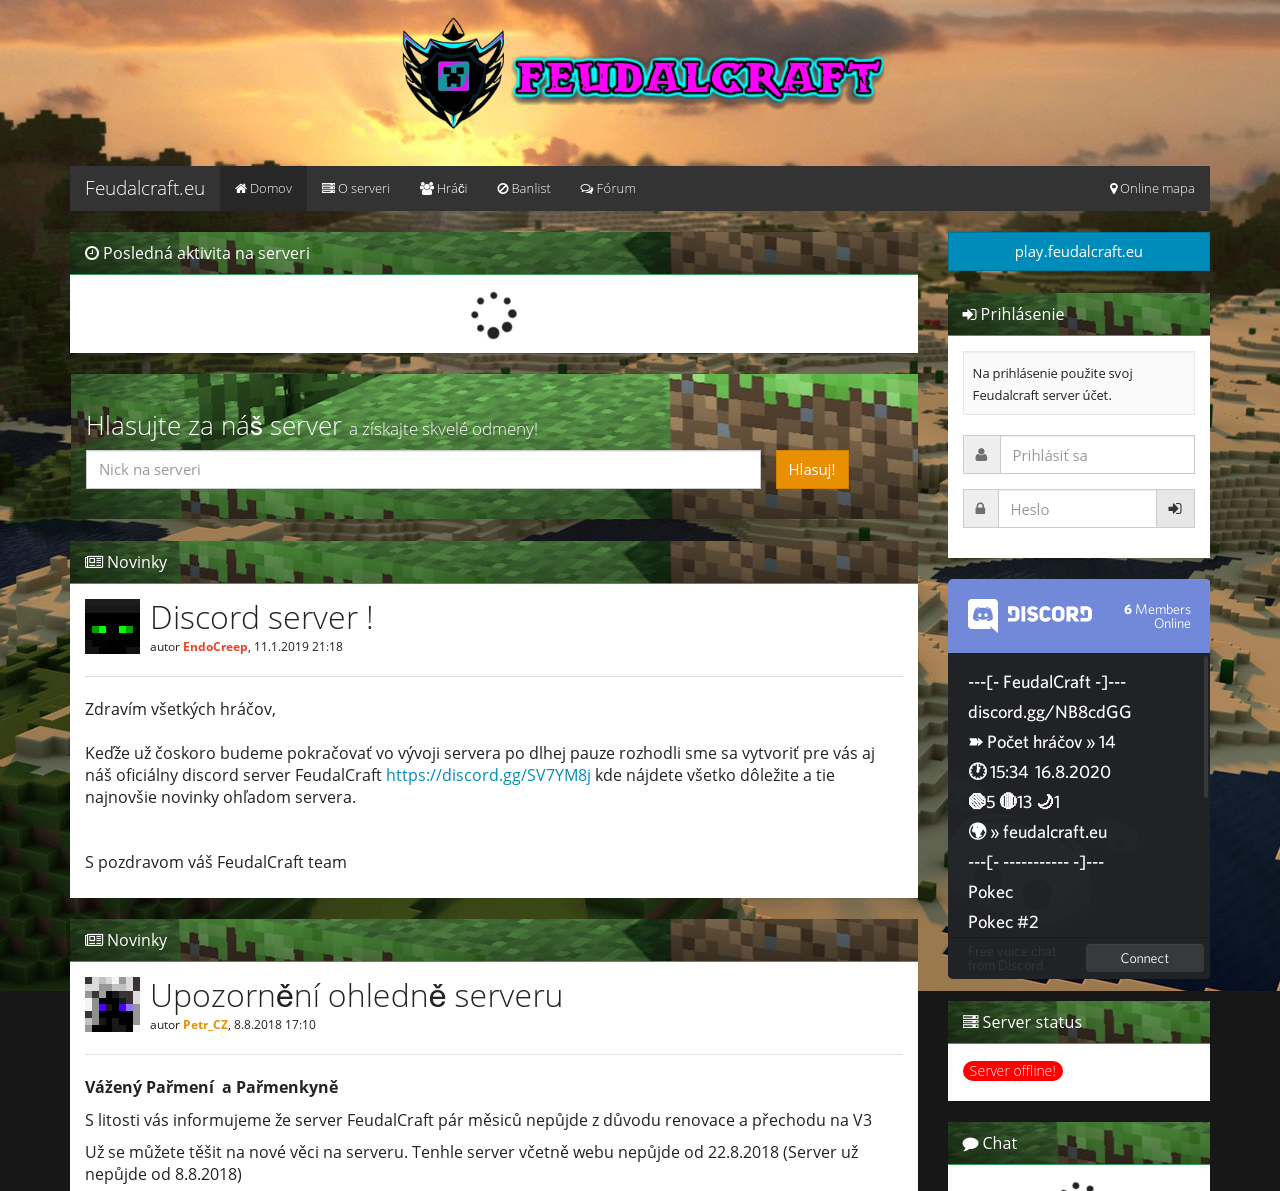 FEUDALCRAFT
Feudalcraft.eu
Domov
O serveri
Hráči
Banlist
Fórum
Online mapa
Posledná aktivita na serveri
Hlasujte za náš server a získajte skvelé odmeny!
Nick na serveri
Hlasuj!
Novinky
Discord server !
autor EndoCreep, 11.1.2019 21:18
Zdravím všetkých hráčov,
Keďže už čoskoro budeme pokračovať vo vývoji servera po dlhej pauze rozhodli sme sa vytvoriť pre vás aj
náš oficiálny discord server FeudalCraft https://discord.gg/SV7YM8j kde nájdete všetko dôležite a tie
najnovšie novinky ohľadom servera.
S pozdravom váš FeudalCraft team
Novinky
Upozornění ohledně serveru
autor Petr_CZ, 8.8.2018 17:10
Vážený Pařmení  a Pařmenkyně
S litosti vás informujeme že server FeudalCraft pár měsiců nepůjde z důvodu renovace a přechodu na V3
Už se můžete těšit na nové věci na serveru. Tenhle server včetně webu nepůjde od 22.8.2018 (Server už
nepůjde od 8.8.2018)
play.feudalcraft.eu
Prihlásenie
Na prihlásenie použite svoj
Feudalcraft server účet.
Prihlásiť sa
Heslo
DISCORD
6 Members
Online
---[- FeudalCraft -]---
discord.gg/NB8cdGG
➽ Počet hráčov » 14
🕐 15:34 16.8.2020
5 13 🌙1
🌍 » feudalcraft.eu
---[- ----------- -]---
Pokec
Pokec #2
Free voice chat
from Discord
Connect
Server status
Server offline!
Chat